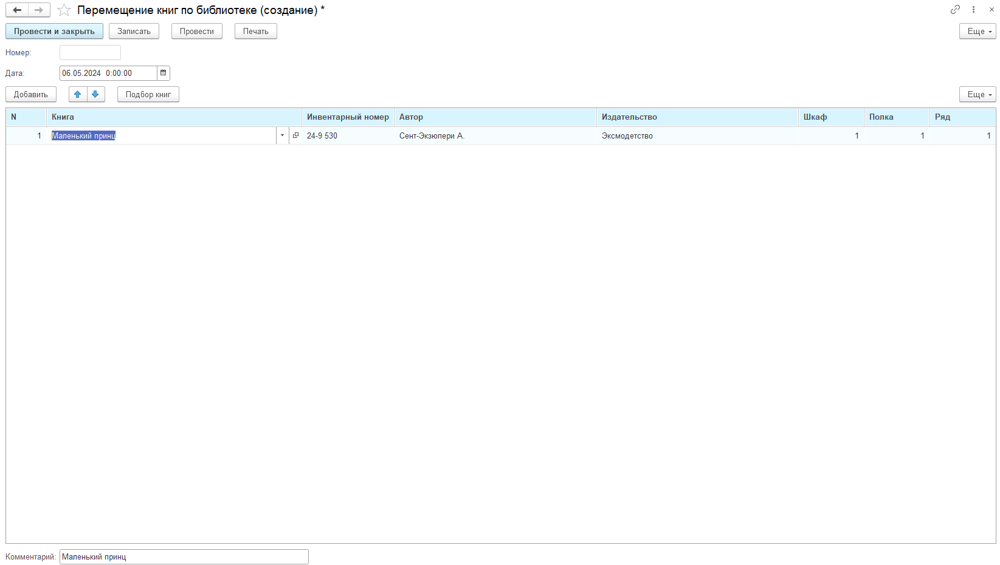 Перемещение книг по библиотеке (создание) *
Провести и закрыть Записать Провести Печать Еще
Номер:
Дата: 06.05.2024 0:00:00
Добавить Подбор книг Еще
N Книга Инвентарный номер Автор Издательство Шкаф Полка Ряд
1 Маленький принц 24-9 530 Сент-Экзюпери А. Эксмодетство 1 1 1
Комментарий: Маленький принц